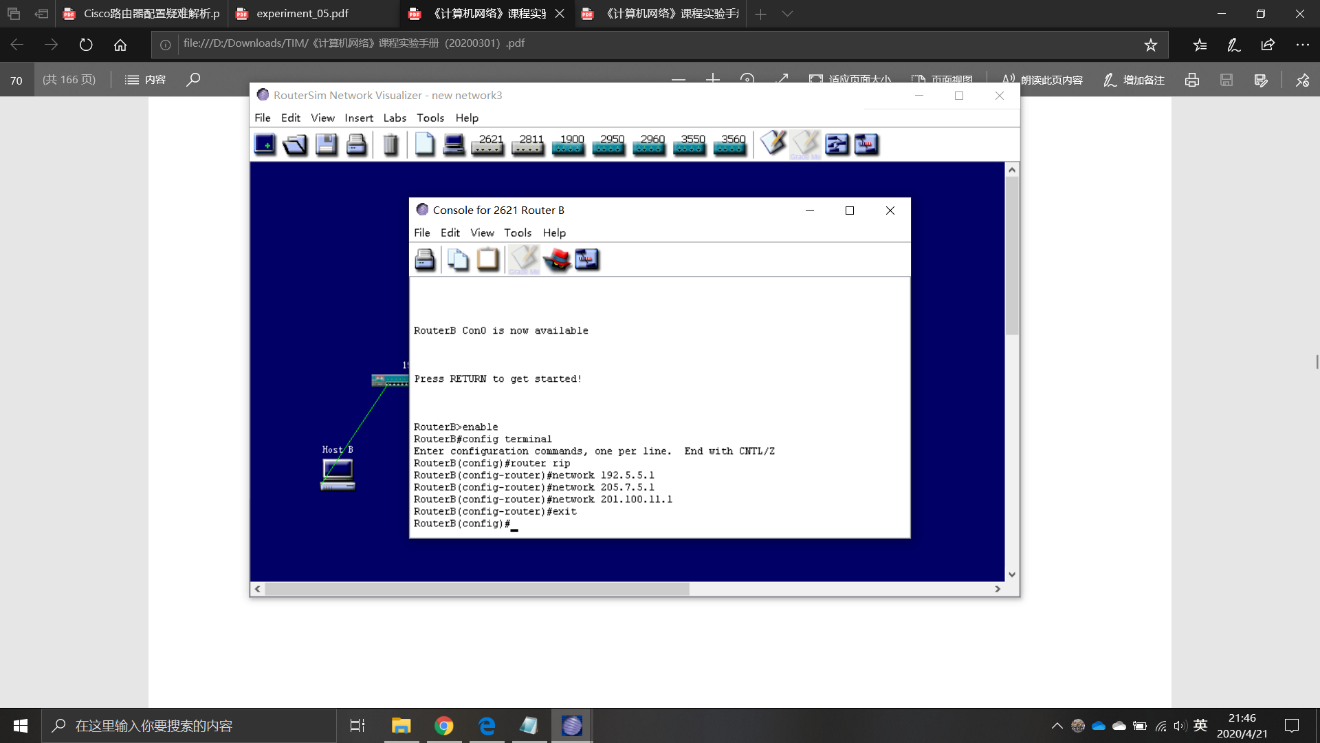 Cisco路由器配置疑难解析.p
experiment_05.pdf
《计算机网络》课程实验
《计算机网络》课程实验手册
file:///D:/Downloads/TIM/《计算机网络》课程实验手册（20200301）.pdf
70
(共 166 页)
内容
适应页面大小
页面视图
朗读此页内容
增加备注
RouterSim Network Visualizer - new network3
File Edit View Insert Labs Tools Help
2621 2811 1900 2950 2960 3550 3560
Console for 2621 Router B
File Edit View Tools Help
RouterB Con0 is now available
Press RETURN to get started!
RouterB>enable
RouterB#config terminal
Enter configuration commands, one per line.  End with CNTL/Z
RouterB(config)#router rip
RouterB(config-router)#network 192.5.5.1
RouterB(config-router)#network 205.7.5.1
RouterB(config-router)#network 201.100.11.1
RouterB(config-router)#exit
RouterB(config)#
Host B
在这里输入你要搜索的内容
英
21:46
2020/4/21